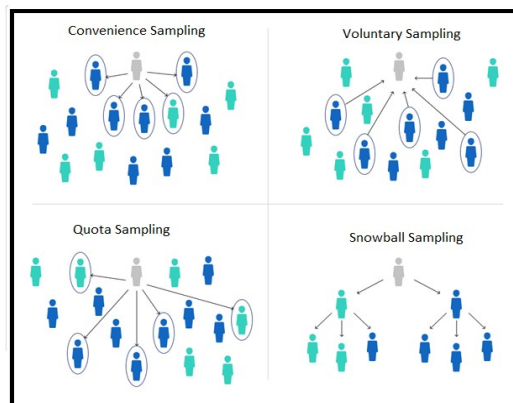 Convenience Sampling
Voluntary Sampling
Quota Sampling
Snowball Sampling